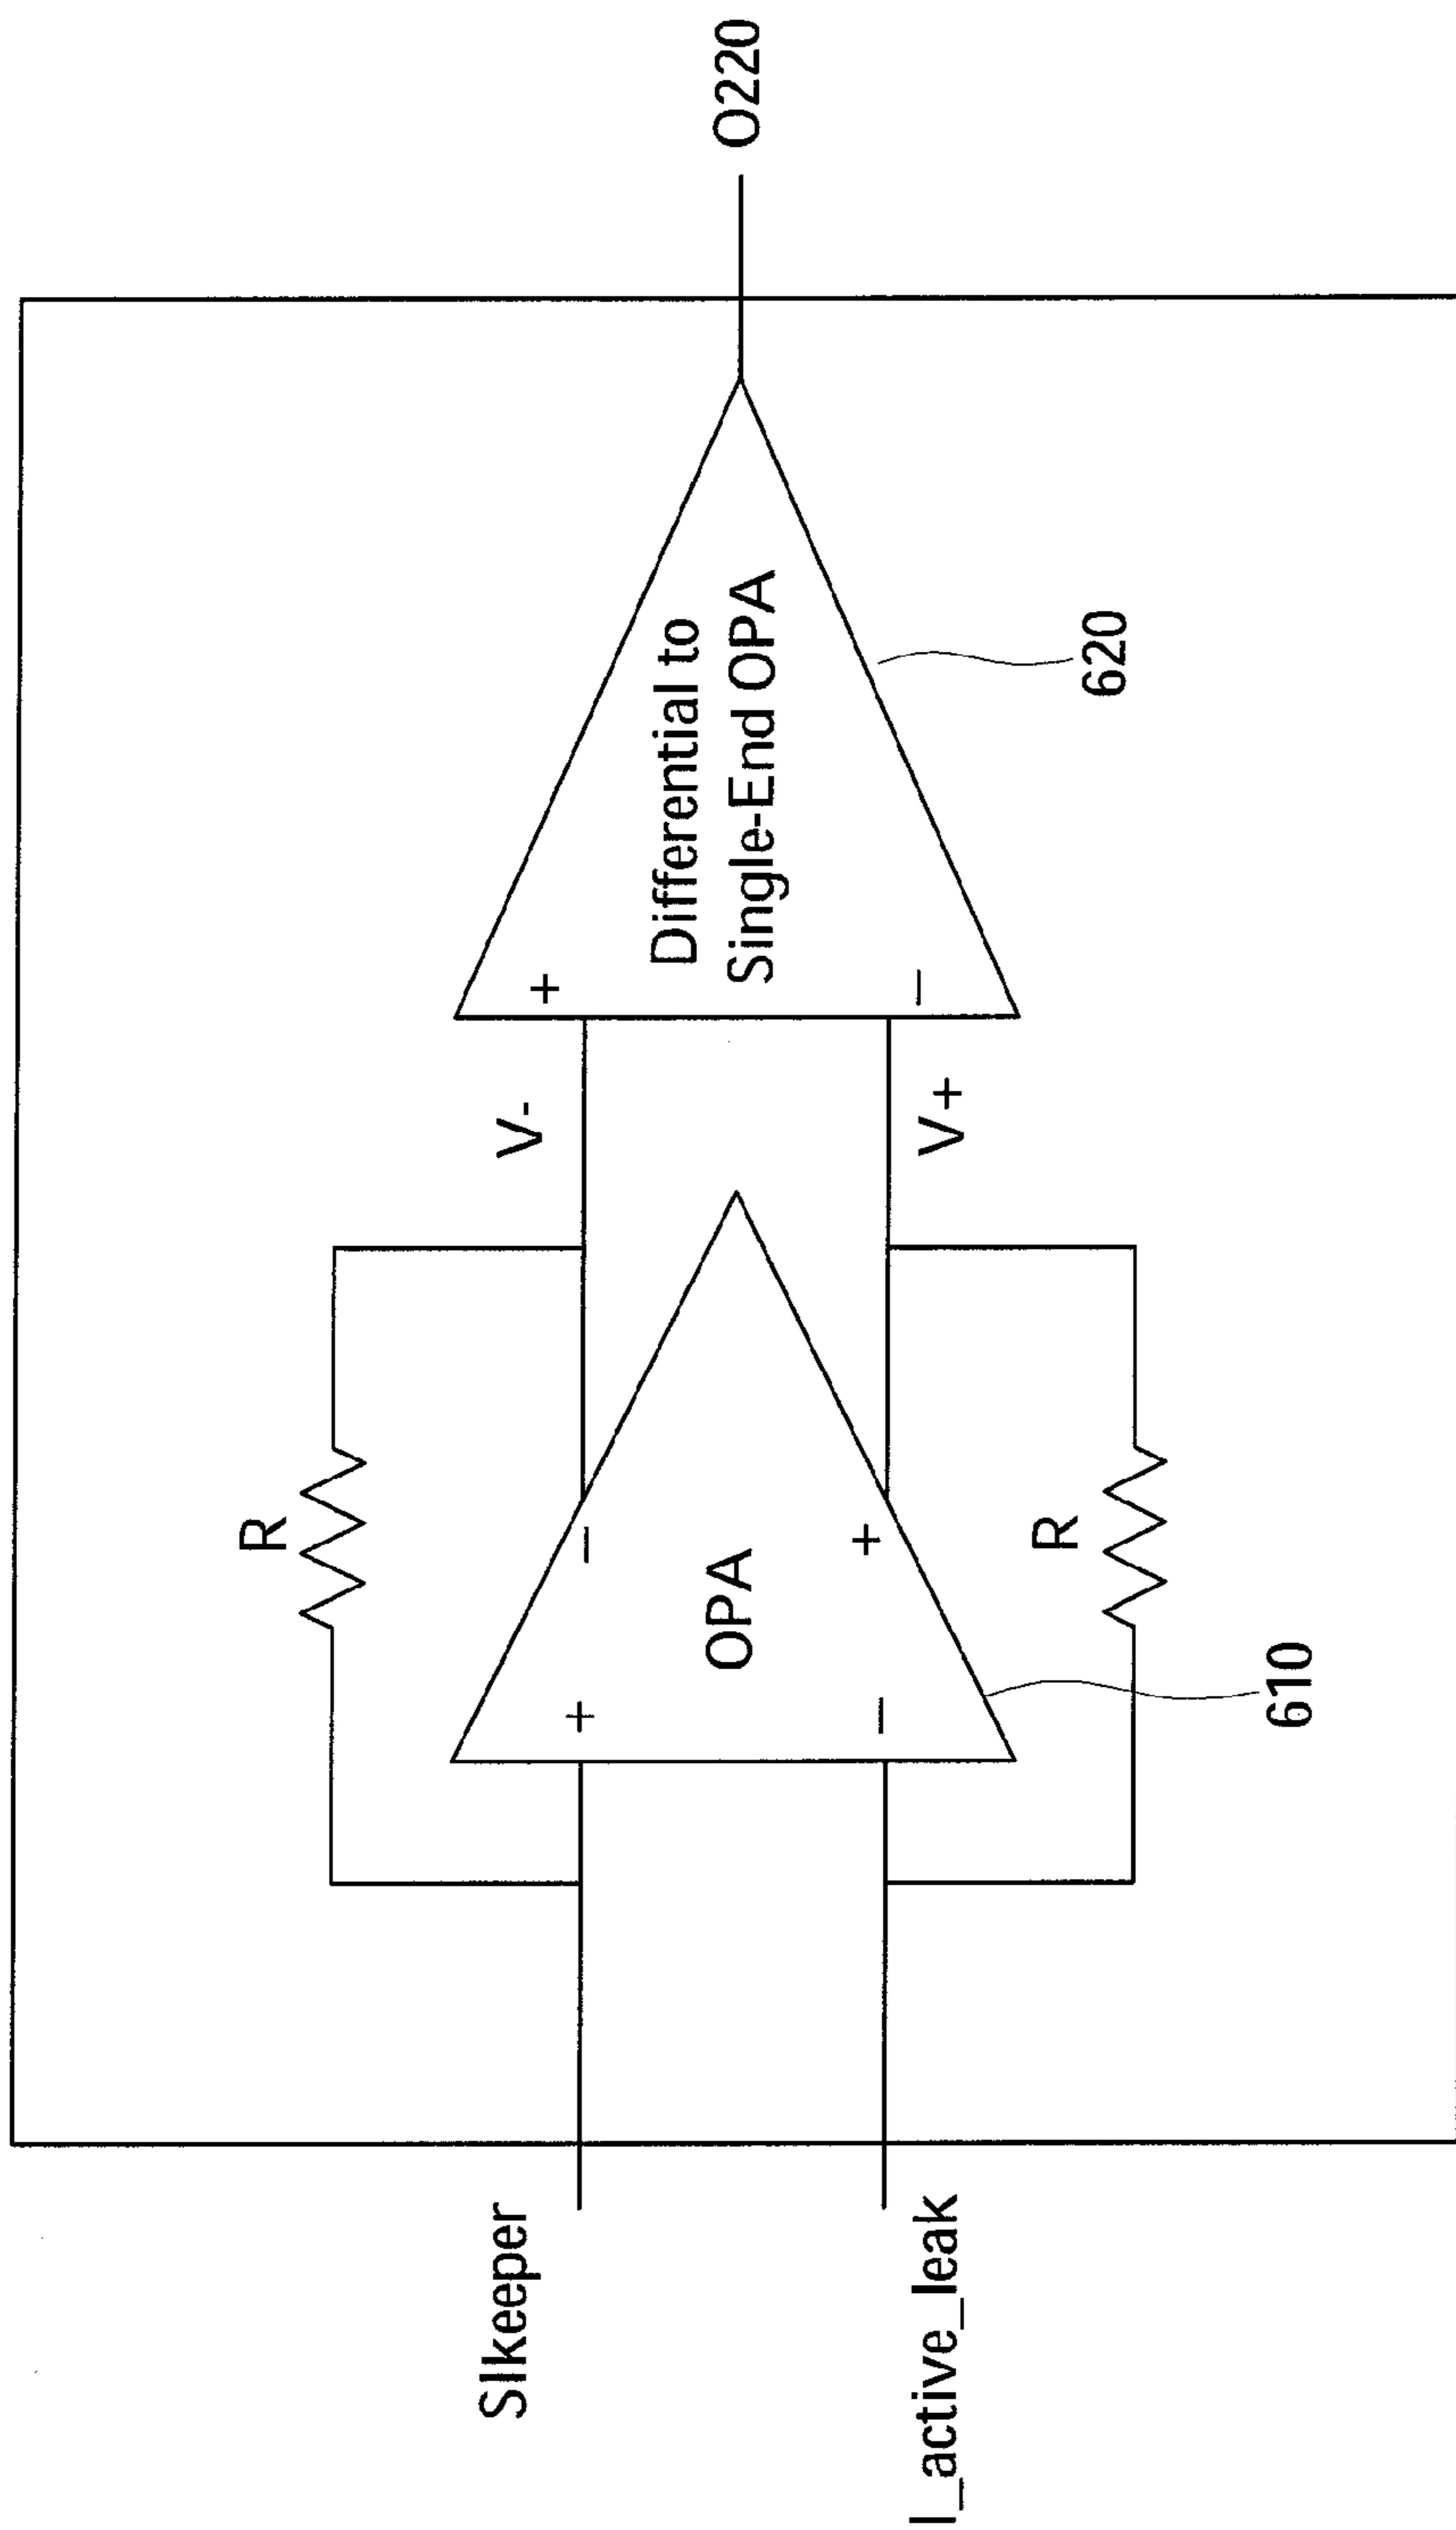 SIkeeper
I_active_leak
R
+
−
OPA
−
+
R
610
V-
V+
+
−
Differential to
Single-End OPA
620
O220